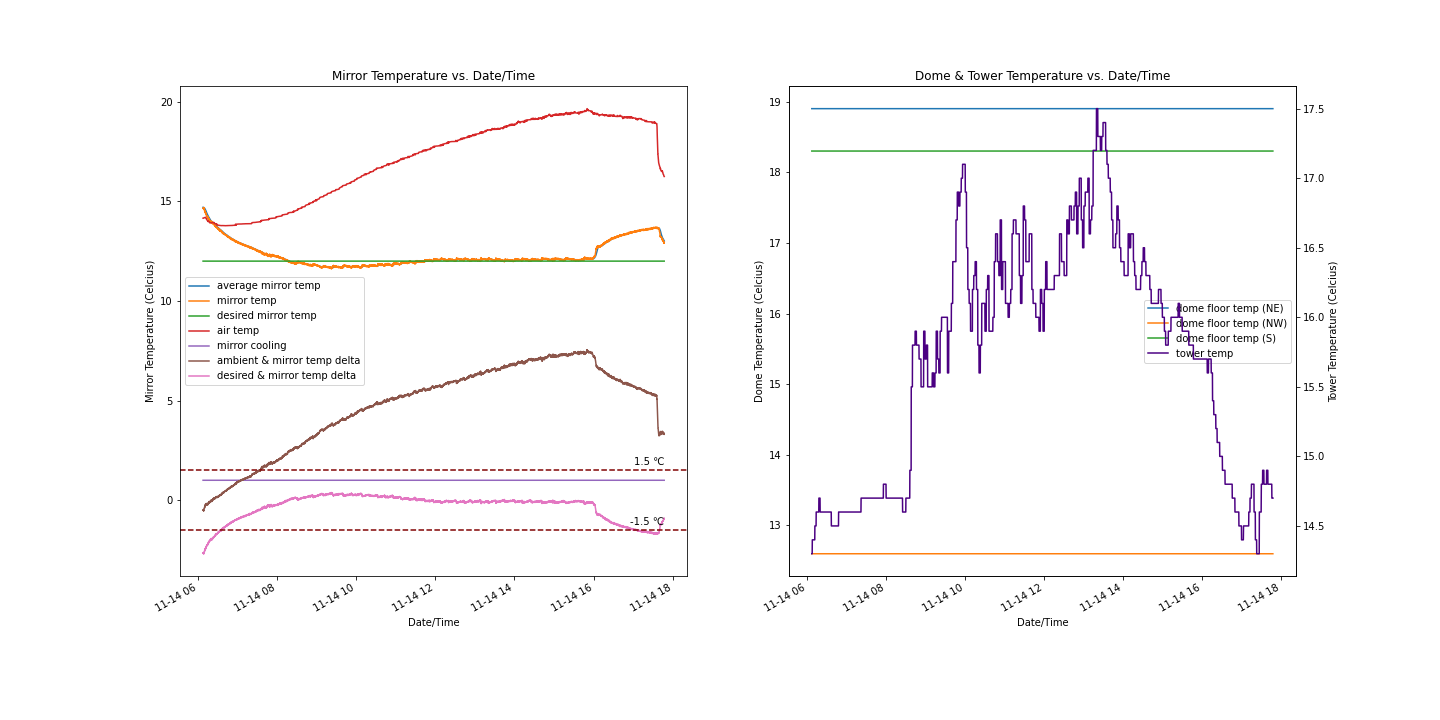 Mirror Temperature vs. Date/Time
20
15
10
5
0
Mirror Temperature (Celcius)
average mirror temp
mirror temp
desired mirror temp
air temp
mirror cooling
ambient & mirror temp delta
desired & mirror temp delta
1.5 °C
-1.5 °C
11-14 06
11-14 08
11-14 10
11-14 12
11-14 14
11-14 16
11-14 18
Date/Time
Dome & Tower Temperature vs. Date/Time
19
18
17
16
15
14
13
Dome Temperature (Celcius)
dome floor temp (NE)
dome floor temp (NW)
dome floor temp (S)
tower temp
17.5
17.0
16.5
16.0
15.5
15.0
14.5
Tower Temperature (Celcius)
11-14 06
11-14 08
11-14 10
11-14 12
11-14 14
11-14 16
11-14 18
Date/Time